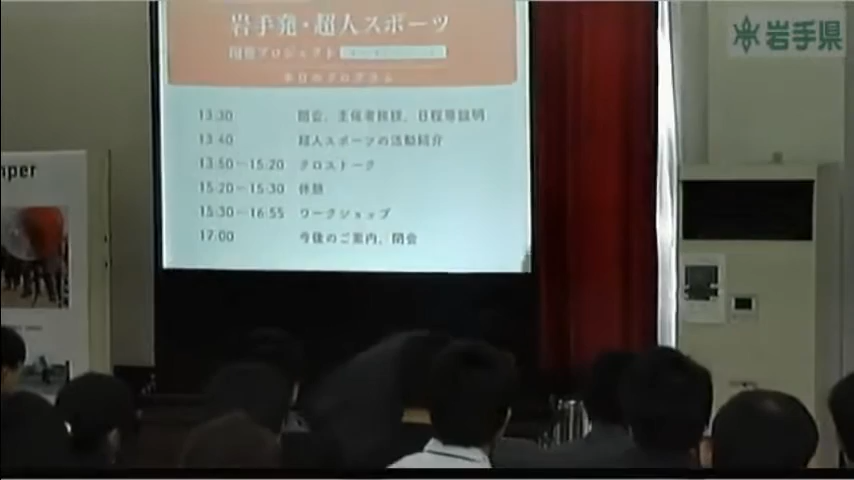 岩手発・超人スポーツ
岩手県
開発プロジェクト
本日のプログラム
13:30 開会、主催者挨拶、日程等説明
13:40 超人スポーツの活動紹介
13:50-15:20 クロストーク
15:20-15:30 休憩
15:30-16:55 ワークショップ
17:00 今後のご案内、閉会